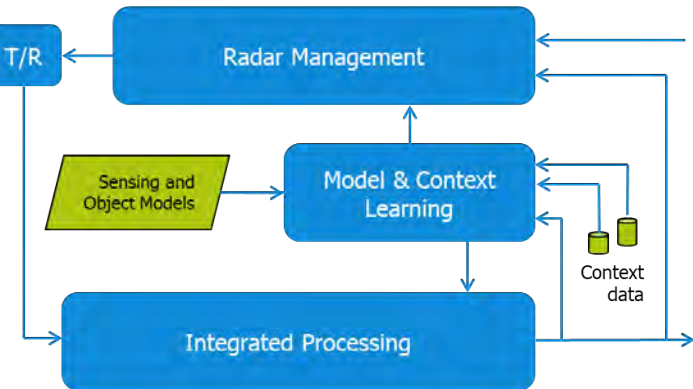 T/R
Radar Management
Sensing and
Object Models
Model & Context
Learning
Context
data
Integrated Processing